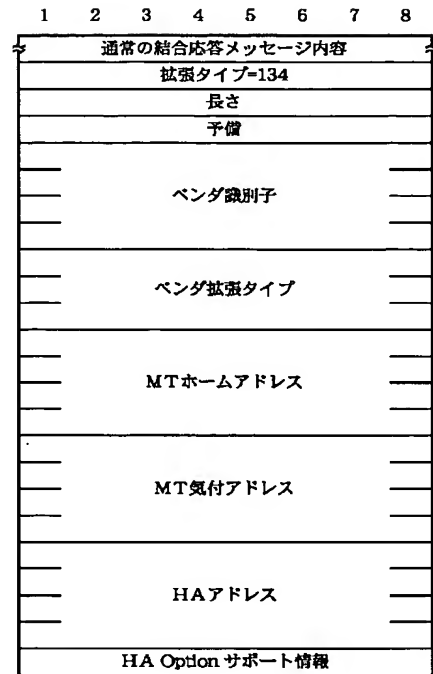 1 2 3 4 5 6 7 8
通常の結合応答メッセージ内容
拡張タイプ=134
長さ
予備
ベンダ識別子
ベンダ拡張タイプ
MTホームアドレス
MT気付アドレス
HAアドレス
HA Option サポート情報